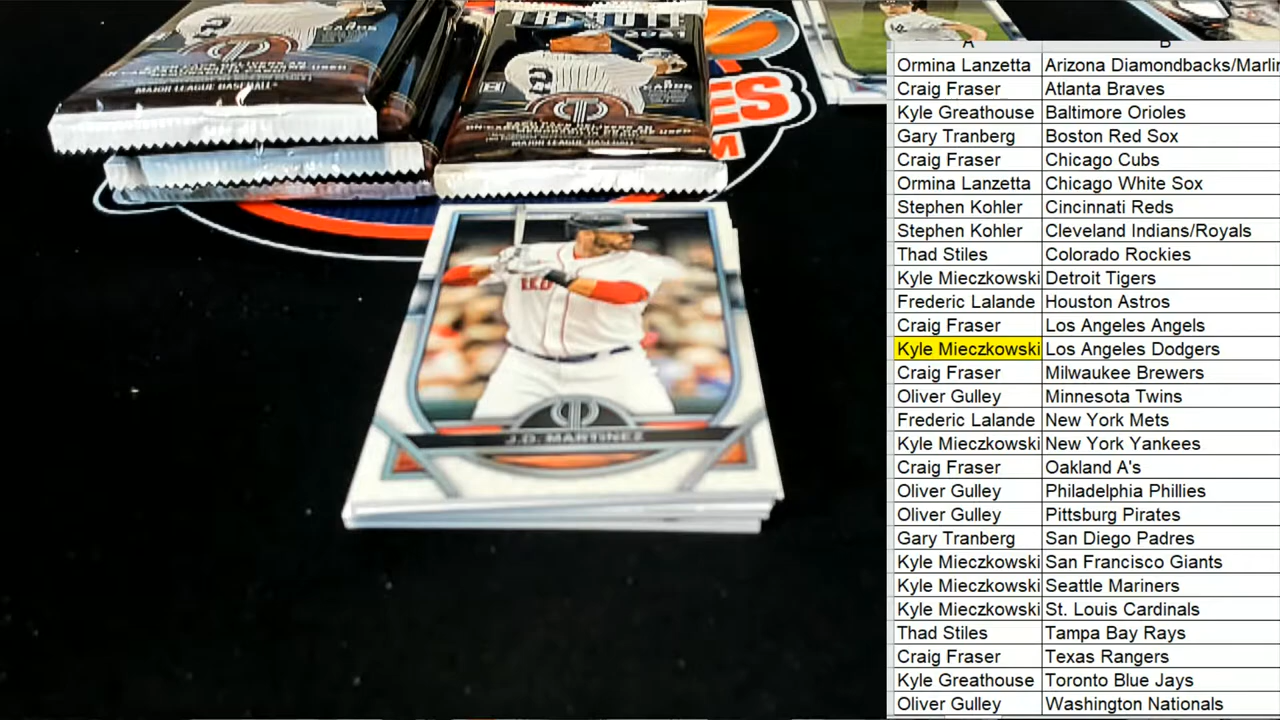 TRIBUTE
2021
MAJOR LEAGUE BASEBALL
MAJOR LEAGUE BASEBALL
ES
M
J.D. MARTINEZ
A B
Ormina Lanzetta Arizona Diamondbacks/Marlin
Craig Fraser Atlanta Braves
Kyle Greathouse Baltimore Orioles
Gary Tranberg Boston Red Sox
Craig Fraser Chicago Cubs
Ormina Lanzetta Chicago White Sox
Stephen Kohler Cincinnati Reds
Stephen Kohler Cleveland Indians/Royals
Thad Stiles Colorado Rockies
Kyle Mieczkowski Detroit Tigers
Frederic Lalande Houston Astros
Craig Fraser Los Angeles Angels
Kyle Mieczkowski Los Angeles Dodgers
Craig Fraser Milwaukee Brewers
Oliver Gulley Minnesota Twins
Frederic Lalande New York Mets
Kyle Mieczkowski New York Yankees
Craig Fraser Oakland A's
Oliver Gulley Philadelphia Phillies
Oliver Gulley Pittsburg Pirates
Gary Tranberg San Diego Padres
Kyle Mieczkowski San Francisco Giants
Kyle Mieczkowski Seattle Mariners
Kyle Mieczkowski St. Louis Cardinals
Thad Stiles Tampa Bay Rays
Craig Fraser Texas Rangers
Kyle Greathouse Toronto Blue Jays
Oliver Gulley Washington Nationals